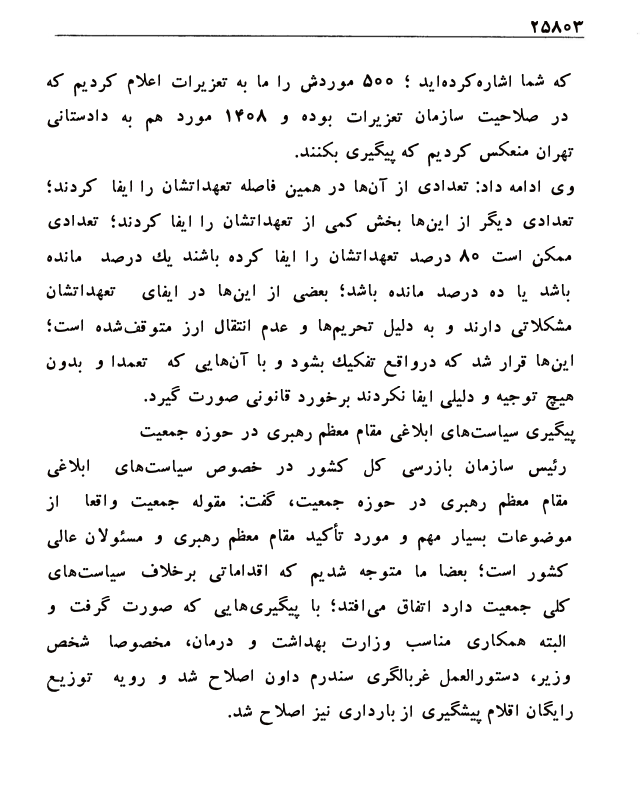 ۲۵۸۰۳
که شما اشاره‌کرده‌اید ؛ ۵۰۰ موردش را ما به تعزیرات اعلام کردیم که
در صلاحیت سازمان تعزیرات بوده و ۱۴۰۸ مورد هم به دادستانی
تهران منعکس کردیم که پیگیری بکنند.
وی ادامه داد: تعدادی از آن‌ها در همین فاصله تعهداتشان را ایفا کردند؛
تعدادی دیگر از این‌ها بخش کمی از تعهداتشان را ایفا کردند؛ تعدادی
ممکن است ۸۰ درصد تعهداتشان را ایفا کرده باشند یك درصد مانده
باشد یا ده درصد مانده باشد؛ بعضی از این‌ها در ایفای تعهداتشان
مشکلاتی دارند و به دلیل تحریم‌ها و عدم انتقال ارز متوقف‌شده است؛
این‌ها قرار شد که درواقع تفکیك بشود و با آن‌هایی که تعمدا و بدون
هیچ توجیه و دلیلی ایفا نکردند برخورد قانونی صورت گیرد.
پیگیری سیاست‌های ابلاغی مقام معظم رهبری در حوزه جمعیت
رئیس سازمان بازرسی کل کشور در خصوص سیاست‌های ابلاغی
مقام معظم رهبری در حوزه جمعیت، گفت: مقوله جمعیت واقعا از
موضوعات بسیار مهم و مورد تأکید مقام معظم رهبری و مسئولان عالی
کشور است؛ بعضا ما متوجه شدیم که اقداماتی برخلاف سیاست‌های
کلی جمعیت دارد اتفاق می‌افتد؛ با پیگیری‌هایی که صورت گرفت و
البته همکاری مناسب وزارت بهداشت و درمان، مخصوصا شخص
وزیر، دستورالعمل غربالگری سندرم داون اصلاح شد و رویه توزیع
رایگان اقلام پیشگیری از بارداری نیز اصلاح شد.